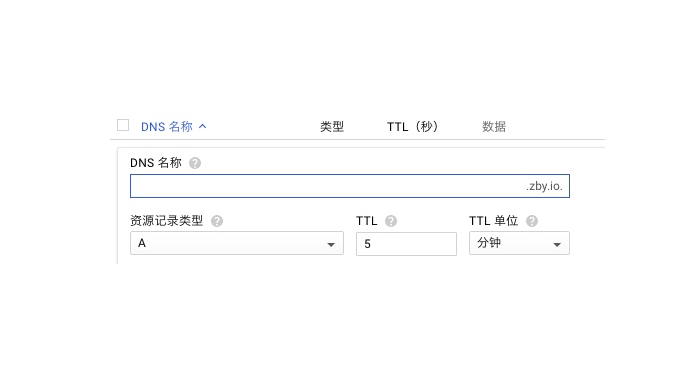 DNS 名称 类型 TTL（秒） 数据
DNS 名称
.zby.io.
资源记录类型 TTL TTL 单位
A 5 分钟